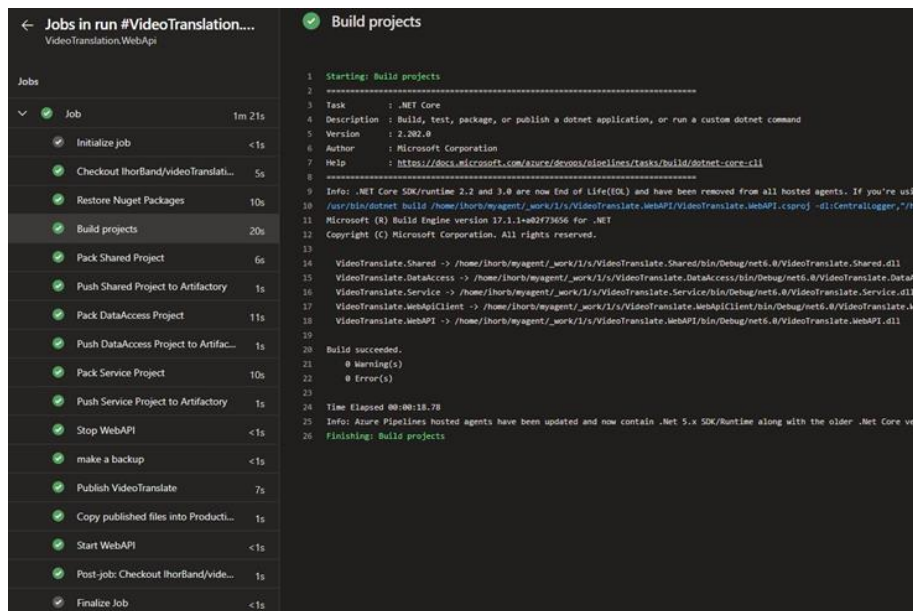 Jobs in run #VideoTranslation....
VideoTranslation.WebApi
Jobs
Job 1m 21s
Initialize job <1s
Checkout IhorBand/videoTranslati... 5s
Restore Nuget Packages 10s
Build projects 20s
Pack Shared Project 6s
Push Shared Project to Artifactory 1s
Pack DataAccess Project 11s
Push DataAccess Project to Artifac... 1s
Pack Service Project 10s
Push Service Project to Artifactory 1s
Stop WebAPI <1s
make a backup <1s
Publish VideoTranslate 7s
Copy published files into Producti... 1s
Start WebAPI <1s
Post-job: Checkout IhorBand/vide... 1s
Finalize Job <1s
Build projects
1 Starting: Build projects
2 ==============================================================================
3 Task : .NET Core
4 Description : Build, test, package, or publish a dotnet application, or run a custom dotnet command
5 Version : 2.202.0
6 Author : Microsoft Corporation
7 Help : https://docs.microsoft.com/azure/devops/pipelines/tasks/build/dotnet-core-cli
8 ==============================================================================
9 Info: .NET Core SDK/runtime 2.2 and 3.0 are now End of Life(EOL) and have been removed from all hosted agents. If you're usi
10 /usr/bin/dotnet build /home/ihorb/myagent/_work/1/s/VideoTranslate.WebAPI/VideoTranslate.WebAPI.csproj -dl:CentralLogger,"/h
11 Microsoft (R) Build Engine version 17.1.1+a02f73656 for .NET
12 Copyright (C) Microsoft Corporation. All rights reserved.
13
14 VideoTranslate.Shared -> /home/ihorb/myagent/_work/1/s/VideoTranslate.Shared/bin/Debug/net6.0/VideoTranslate.Shared.dll
15 VideoTranslate.DataAccess -> /home/ihorb/myagent/_work/1/s/VideoTranslate.DataAccess/bin/Debug/net6.0/VideoTranslate.DataA
16 VideoTranslate.Service -> /home/ihorb/myagent/_work/1/s/VideoTranslate.Service/bin/Debug/net6.0/VideoTranslate.Service.dll
17 VideoTranslate.WebApiClient -> /home/ihorb/myagent/_work/1/s/VideoTranslate.WebApiClient/bin/Debug/net6.0/VideoTranslate.W
18 VideoTranslate.WebAPI -> /home/ihorb/myagent/_work/1/s/VideoTranslate.WebAPI/bin/Debug/net6.0/VideoTranslate.WebAPI.dll
19
20 Build succeeded.
21 0 Warning(s)
22 0 Error(s)
23
24 Time Elapsed 00:00:18.78
25 Info: Azure Pipelines hosted agents have been updated and now contain .Net 5.x SDK/Runtime along with the older .Net Core ve
26 Finishing: Build projects